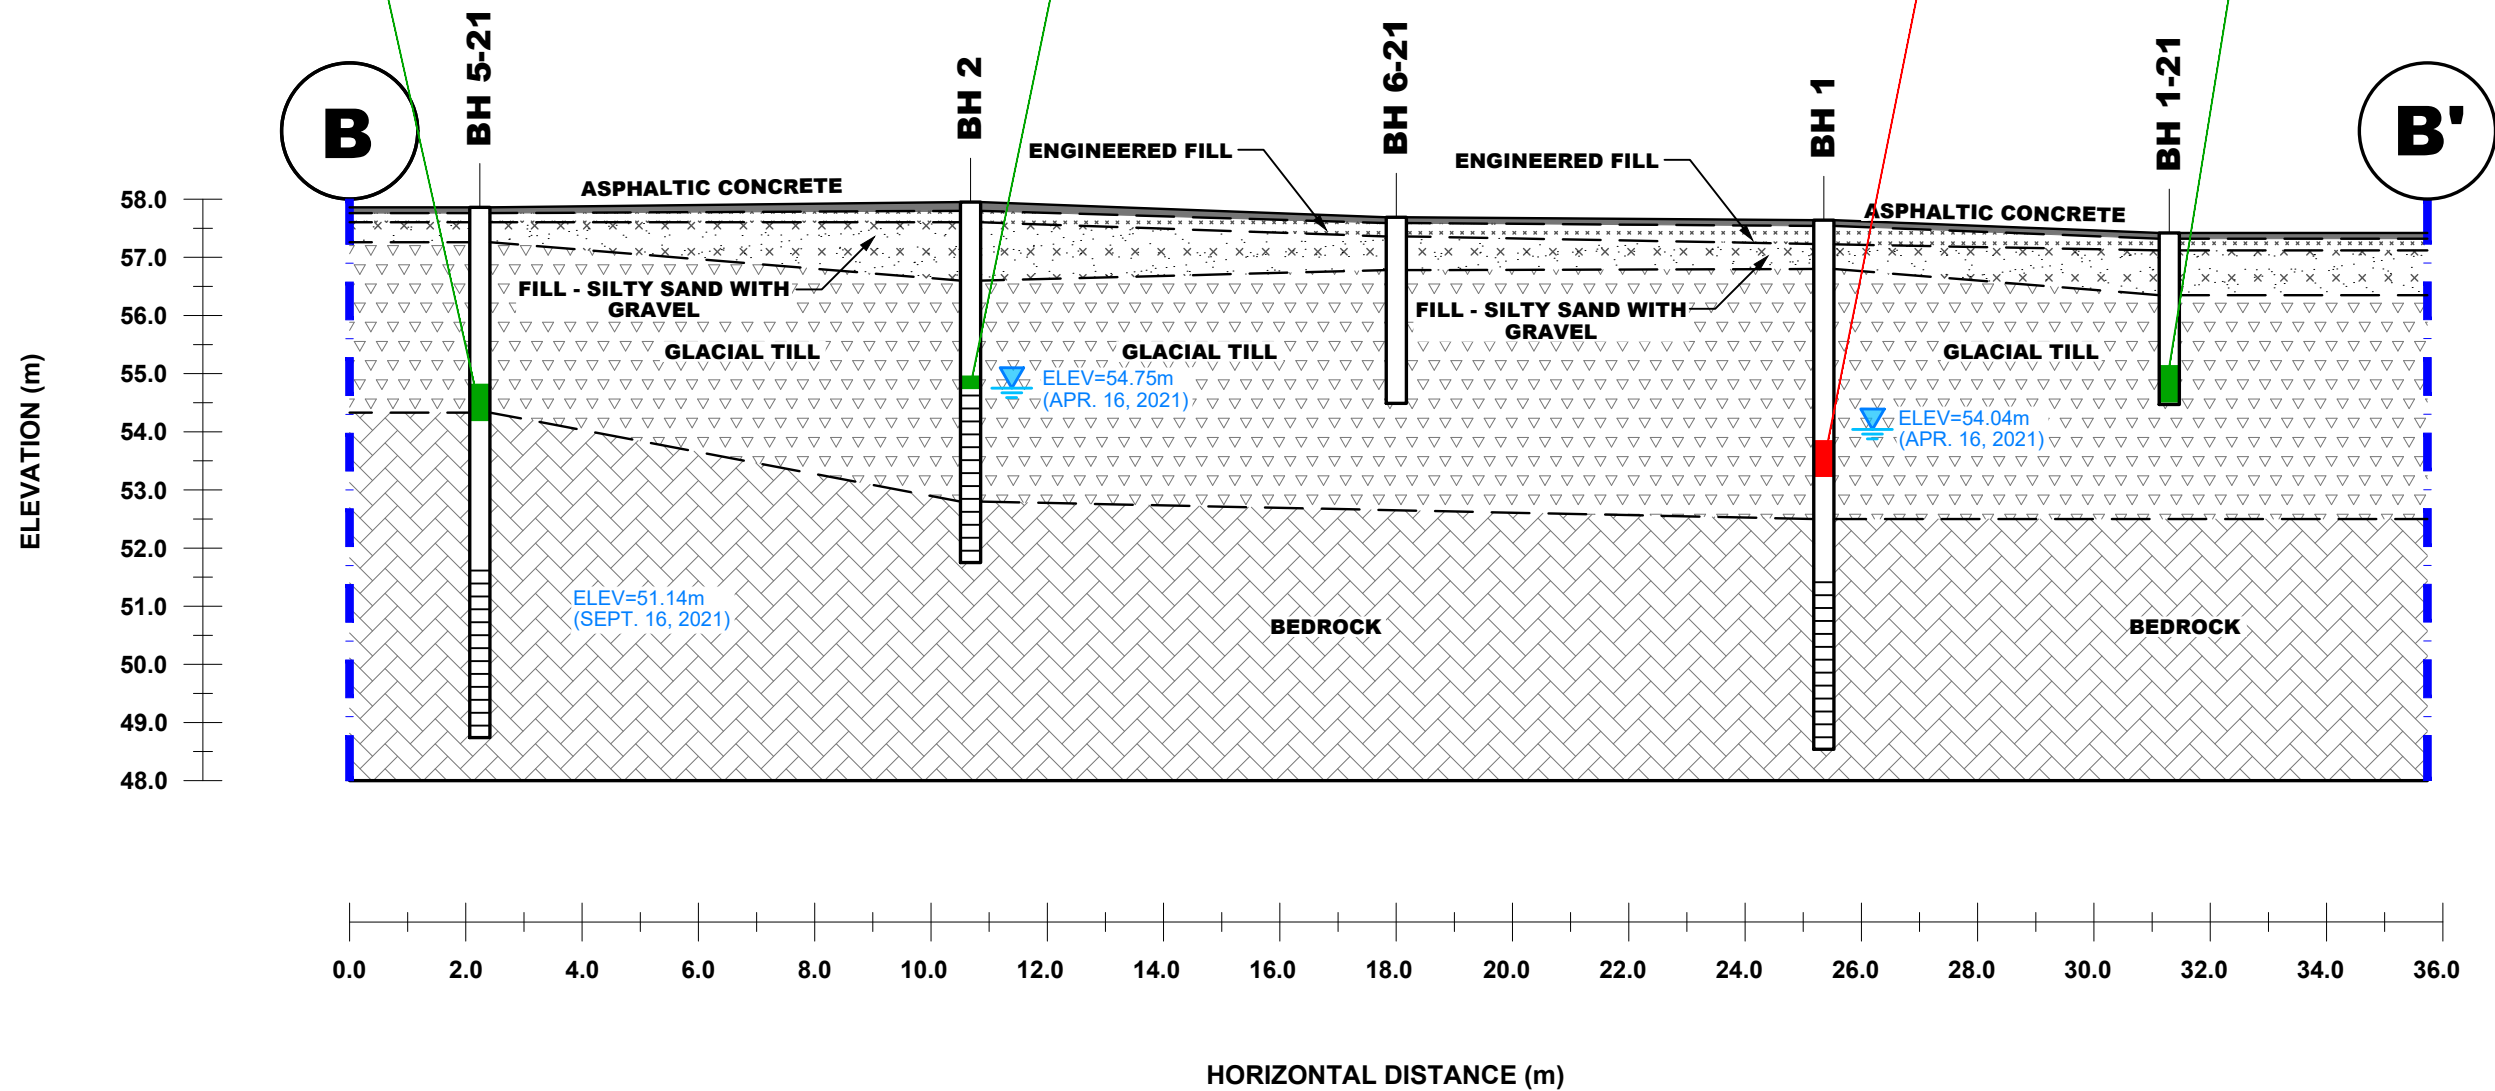 BH 5-21
BH 2
BH 6-21
BH 1
BH 1-21
B
B'
ENGINEERED FILL
ENGINEERED FILL
ASPHALTIC CONCRETE
ASPHALTIC CONCRETE
58.0
57.0
56.0
55.0
54.0
53.0
52.0
51.0
50.0
49.0
48.0
ELEVATION (m)
FILL - SILTY SAND WITH
GRAVEL
FILL - SILTY SAND WITH
GRAVEL
GLACIAL TILL
GLACIAL TILL
GLACIAL TILL
ELEV=54.75m
(APR. 16, 2021)
ELEV=54.04m
(APR. 16, 2021)
ELEV=51.14m
(SEPT. 16, 2021)
BEDROCK
BEDROCK
0.0
2.0
4.0
6.0
8.0
10.0
12.0
14.0
16.0
18.0
20.0
22.0
24.0
26.0
28.0
30.0
32.0
34.0
36.0
HORIZONTAL DISTANCE (m)